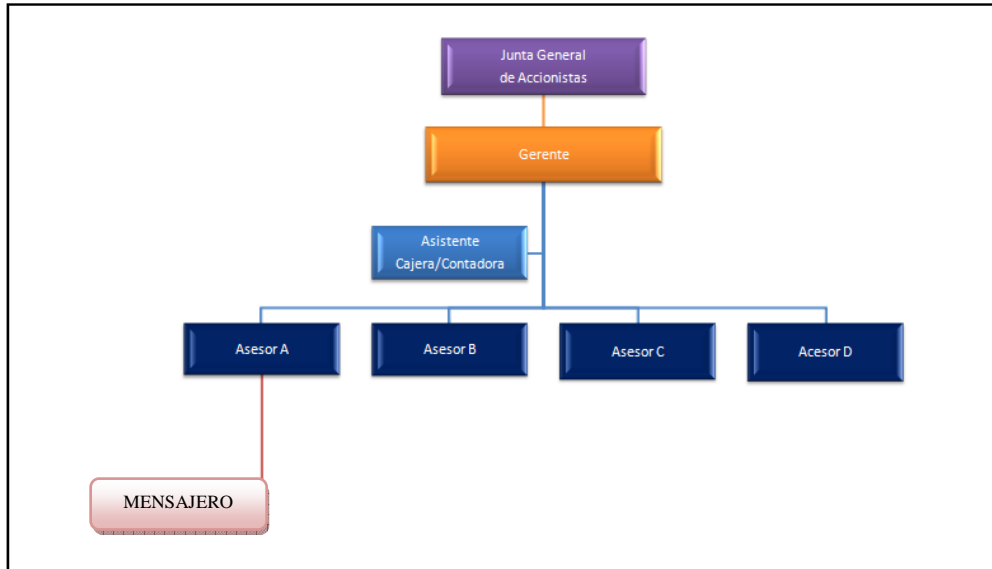 Junta General
de Accionistas
Gerente
Asistente
Cajera/Contadora
Asesor A
Asesor B
Asesor C
Acesor D
MENSAJERO